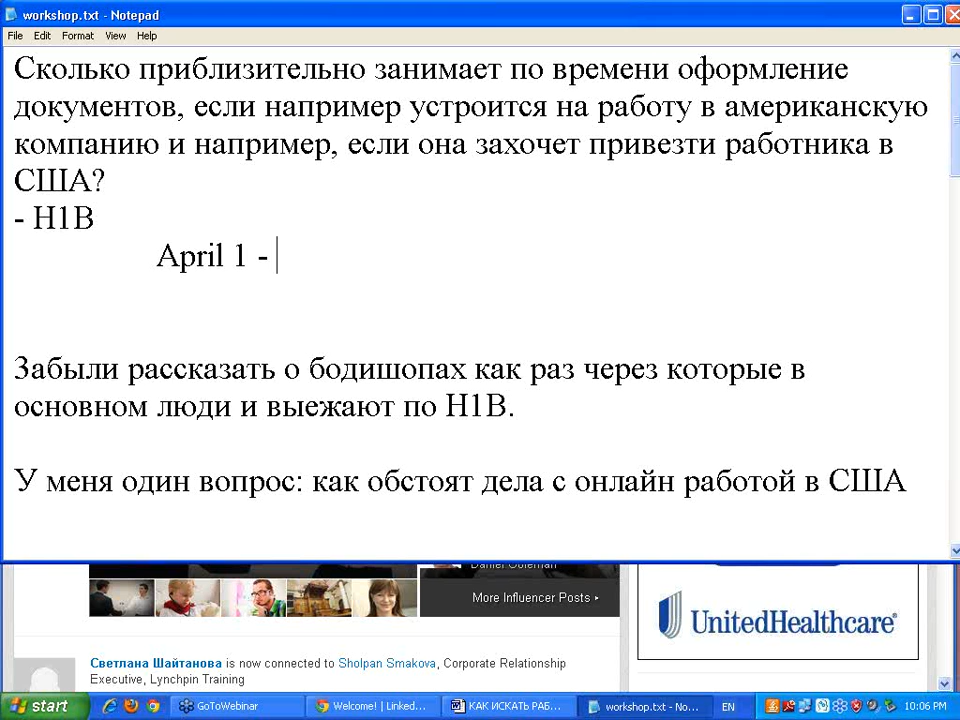 workshop.txt - Notepad
File Edit Format View Help
Сколько приблизительно занимает по времени оформление
документов, если например устроится на работу в американскую
компанию и например, если она захочет привезти работника в
США?
- H1B
April 1 -
Забыли рассказать о бодишопах как раз через которые в
основном люди и выежают по H1B.
У меня один вопрос: как обстоят дела с онлайн работой в США
Daniel Goleman
More Influencer Posts ▸
UnitedHealthcare®
Светлана Шайтанова is now connected to Sholpan Smakova, Corporate Relationship
Executive, Lynchpin Training
start GoToWebinar Welcome! | Linked... КАК ИСКАТЬ РАБ... workshop.txt - No... EN 10:06 PM